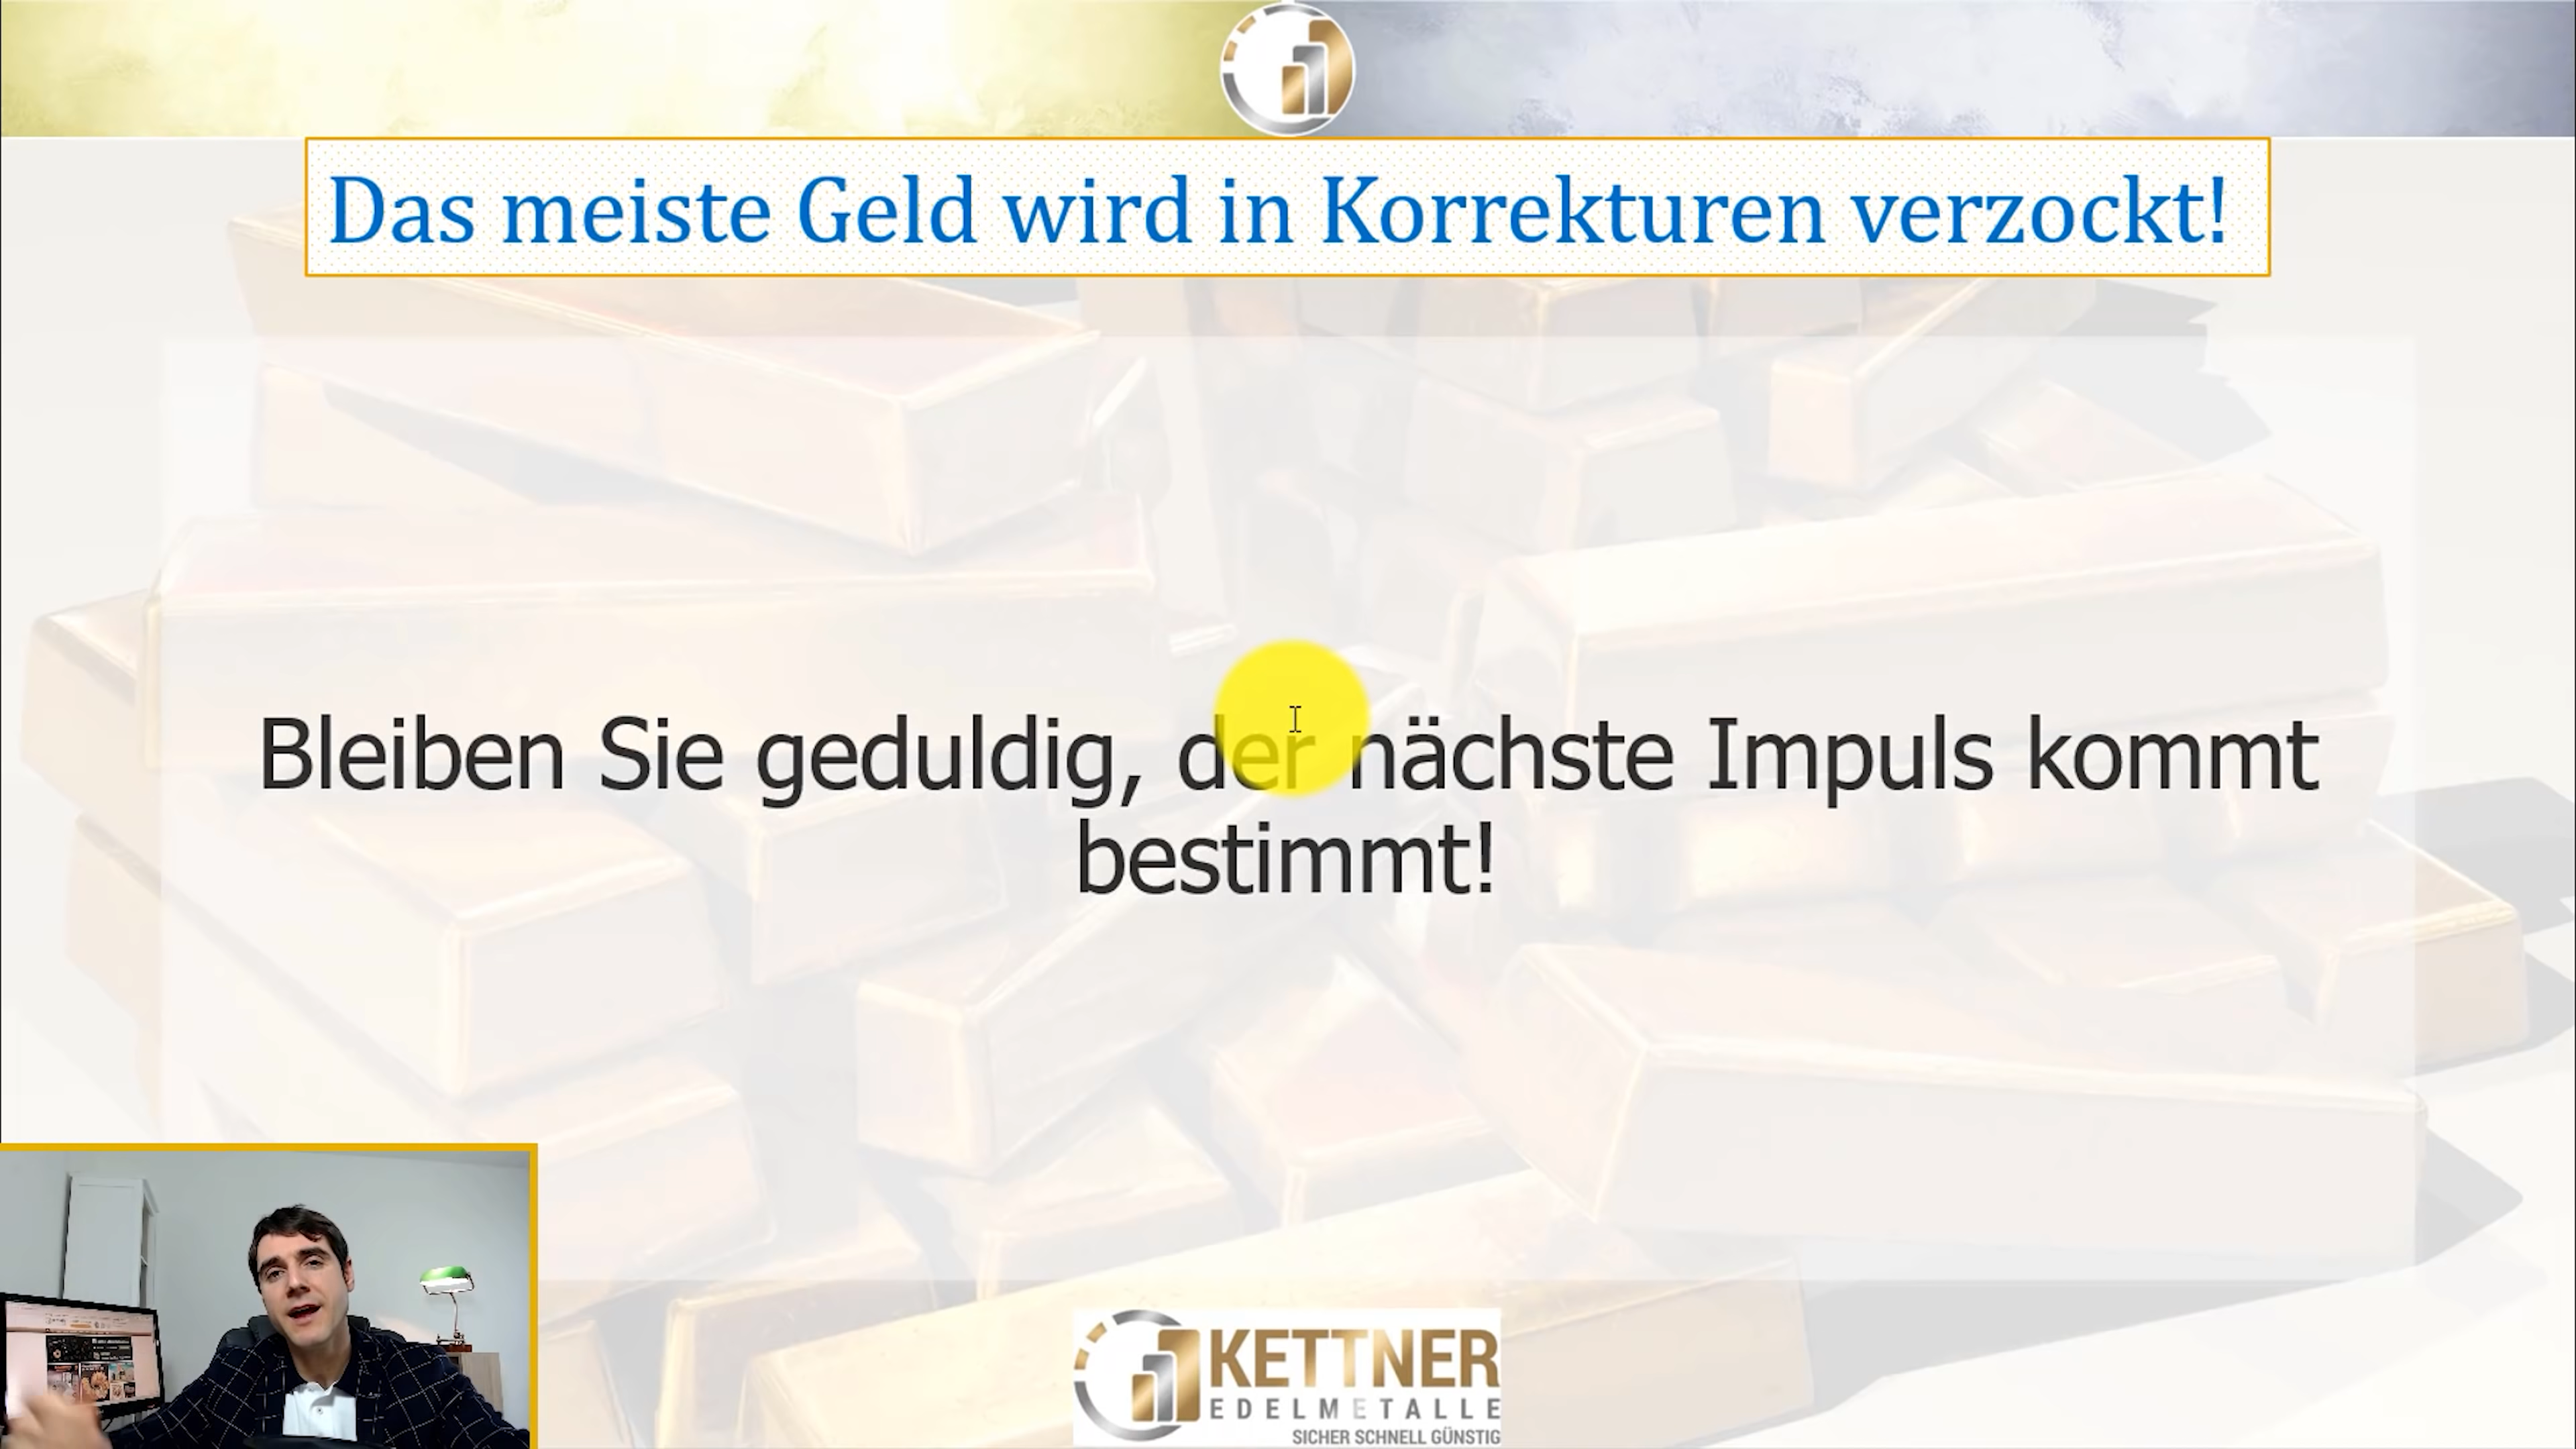 Das meiste Geld wird in Korrekturen verzockt!
Bleiben Sie geduldig, der nächste Impuls kommt
bestimmt!
KETTNER
EDELMETALLE
SICHER SCHNELL GÜNSTIG